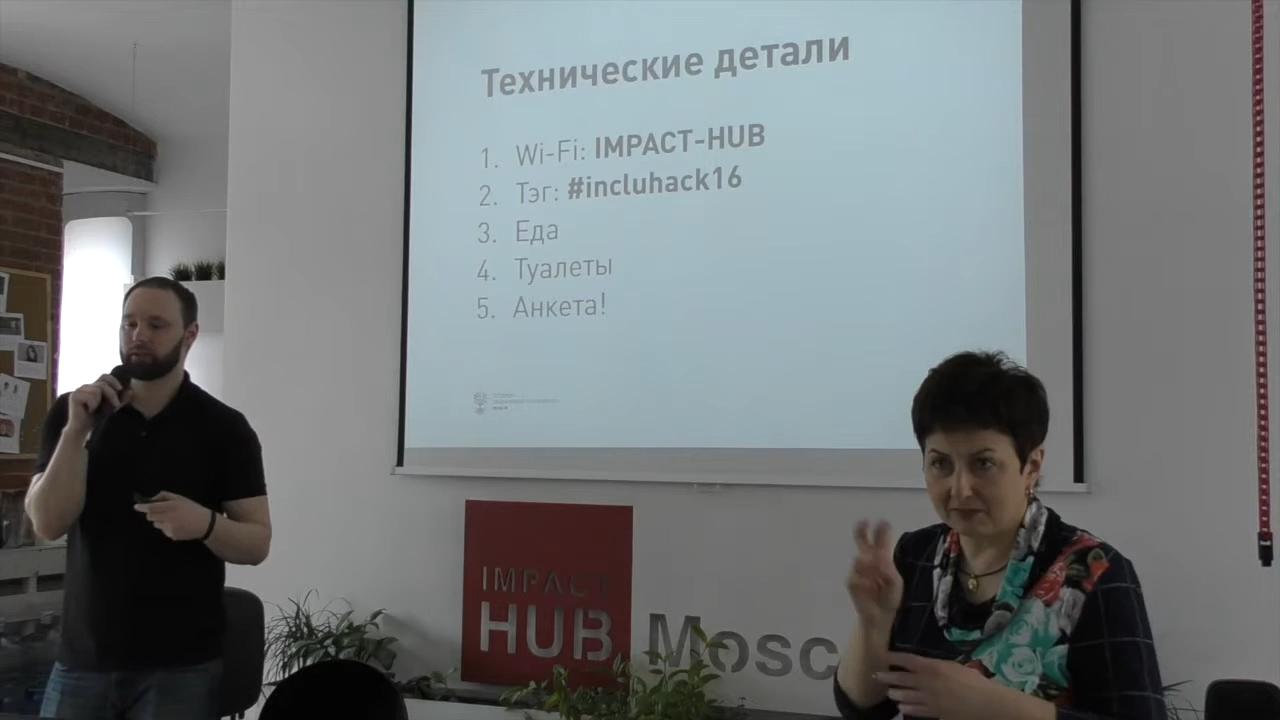 Технические детали
1. Wi-Fi: IMPACT-HUB
2. Тэг: #incluhack16
3. Еда
4. Туалеты
5. Анкета!
IMPACT
HUB
Mosc